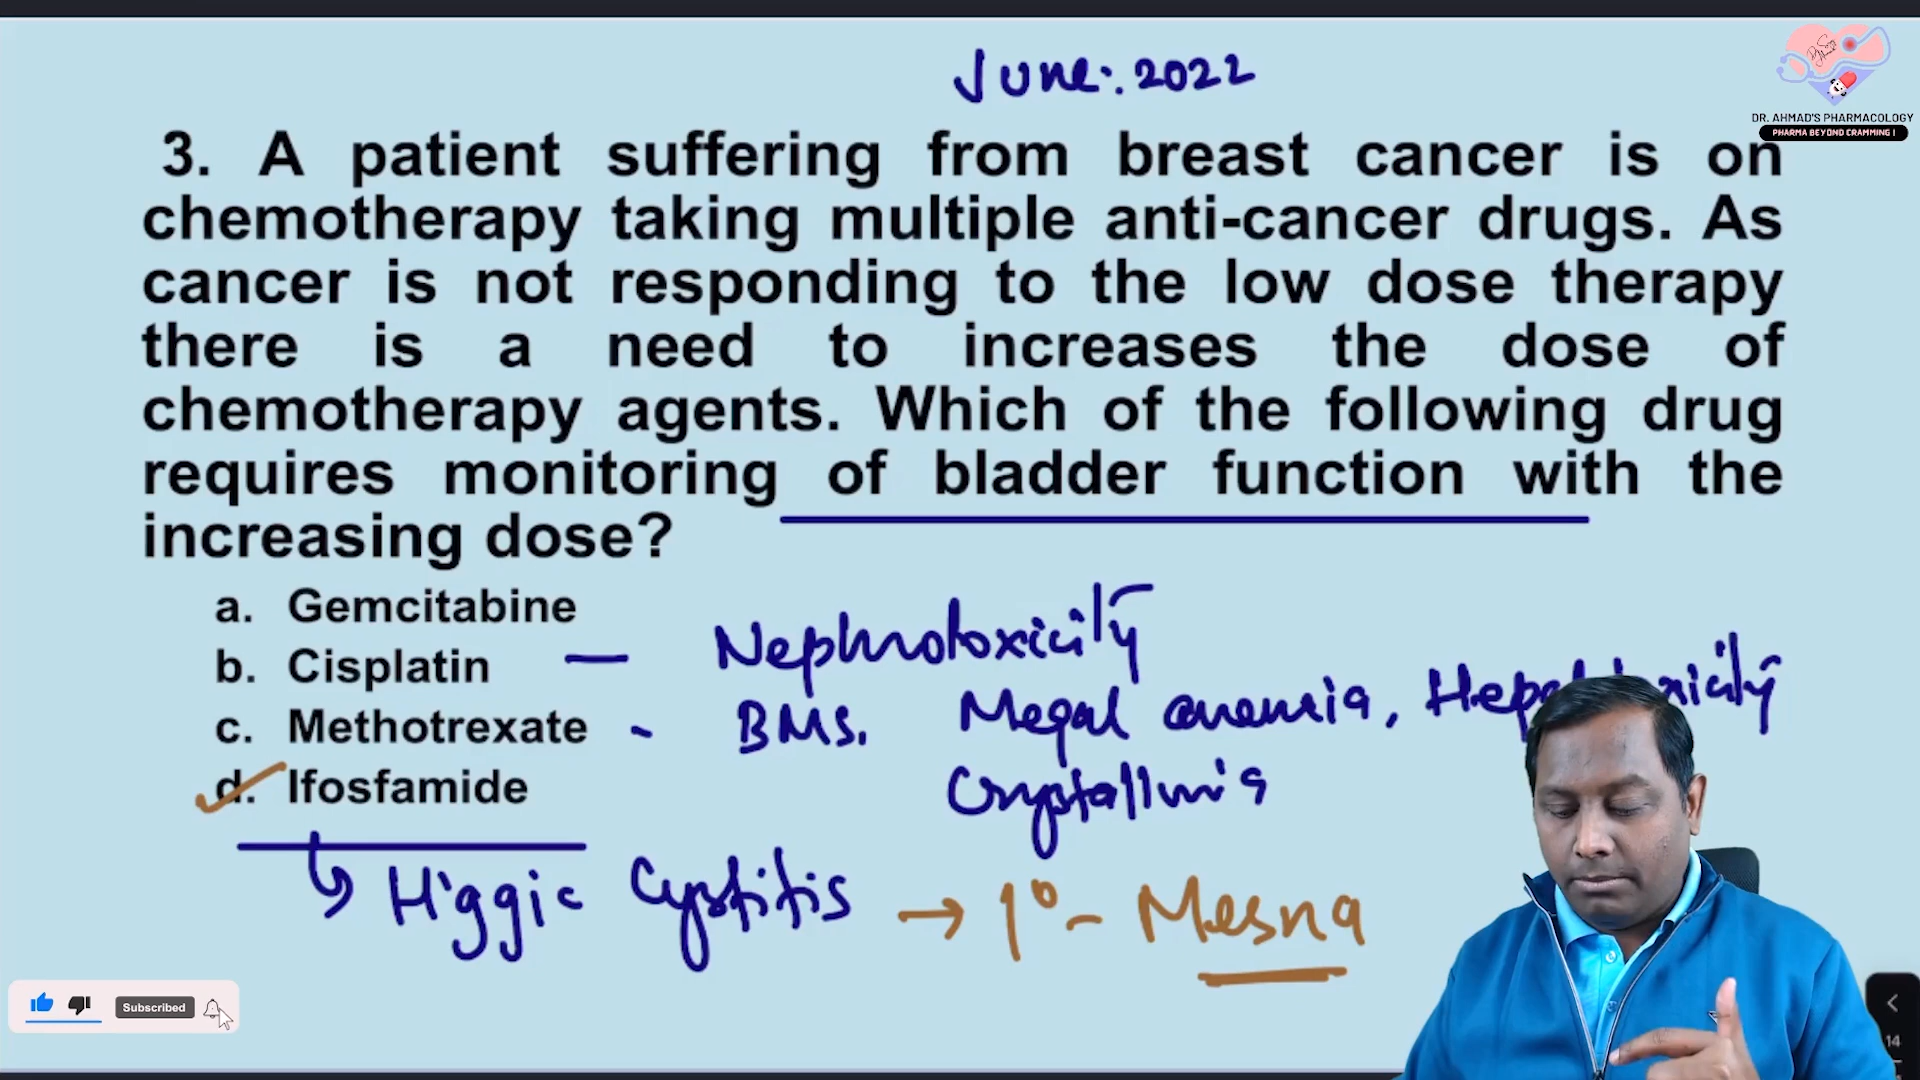 June: 2022
DR. AHMAD'S PHARMACOLOGY
PHARMA BEYOND CRAMMING !
3. A patient suffering from breast cancer is on
chemotherapy taking multiple anti-cancer drugs. As
cancer is not responding to the low dose therapy
there is a need to increases the dose of
chemotherapy agents. Which of the following drug
requires monitoring of bladder function with the
increasing dose?
a. Gemcitabine
b. Cisplatin — Nephrotoxicity
c. Methotrexate - BMS. Megal anemia,
Crystalluria
d. Ifosfamide
H'ggic Cystitis → 1° - Mesna
Subscribed
14